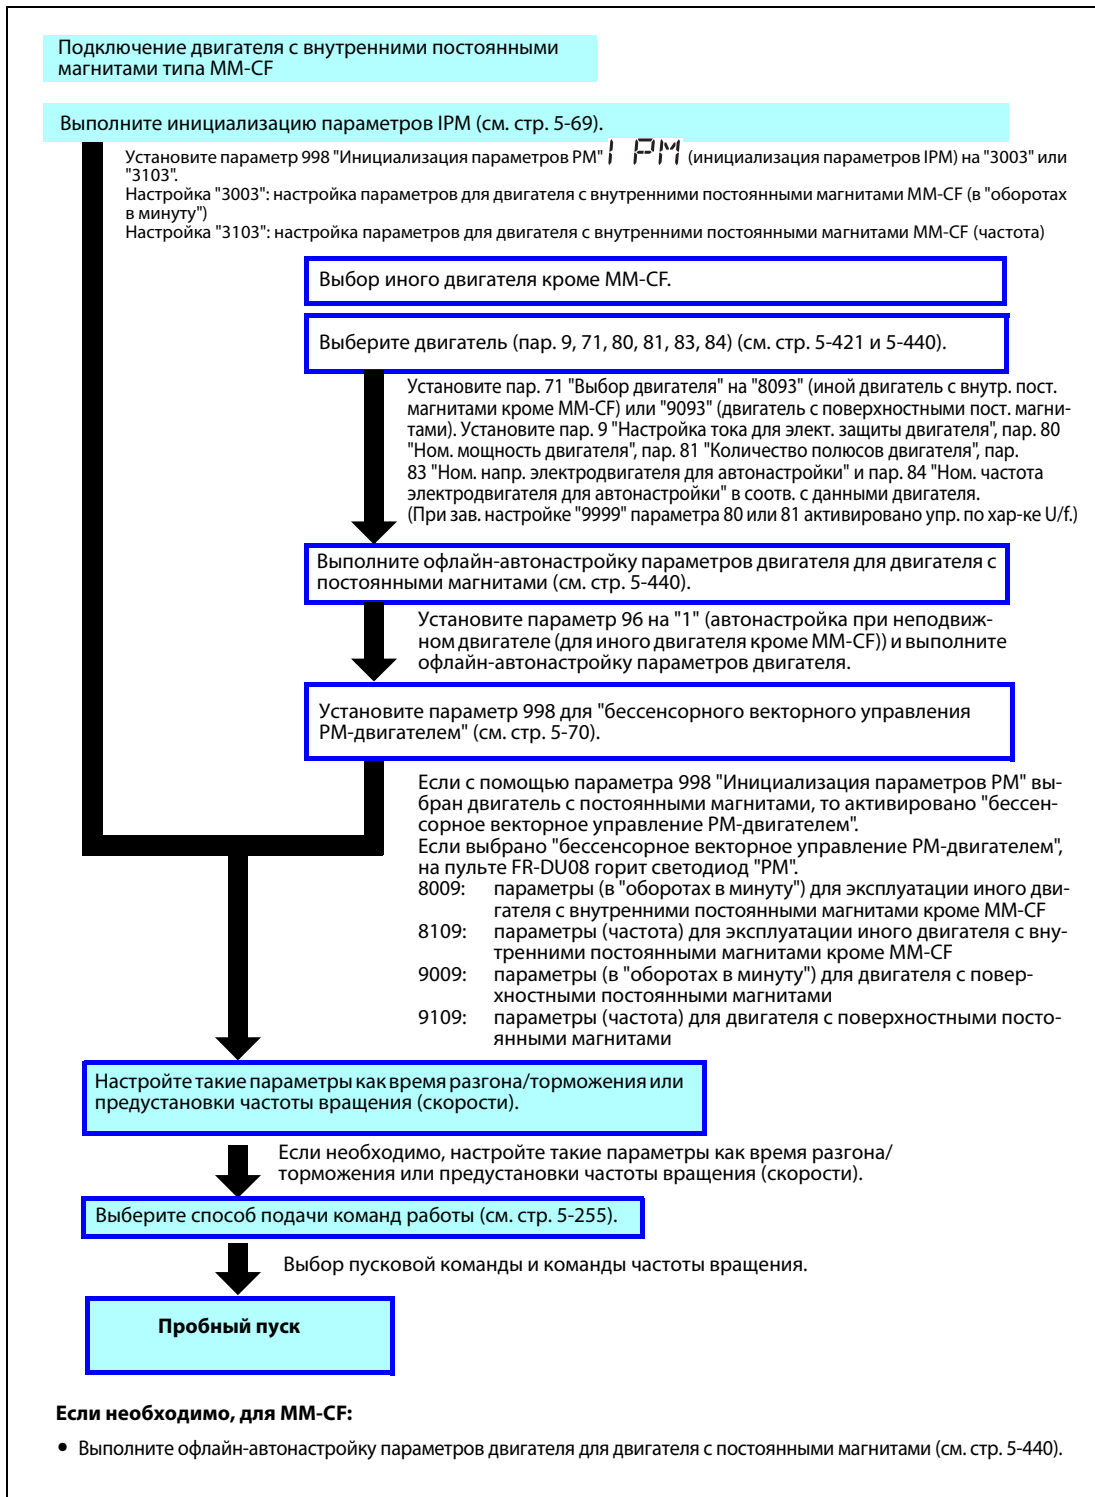 Подключение двигателя с внутренними постоянными
магнитами типа MM-CF
Выполните инициализацию параметров IPM (см. стр. 5-69).
Установите параметр 998 "Инициализация параметров PM" IPM (инициализация параметров IPM) на "3003" или
"3103".
Настройка "3003": настройка параметров для двигателя с внутренними постоянными магнитами MM-CF (в "оборотах
в минуту")
Настройка "3103": настройка параметров для двигателя с внутренними постоянными магнитами MM-CF (частота)
Выбор иного двигателя кроме MM-CF.
Выберите двигатель (пар. 9, 71, 80, 81, 83, 84) (см. стр. 5-421 и 5-440).
Установите пар. 71 "Выбор двигателя" на "8093" (иной двигатель с внутр. пост.
магнитами кроме MM-CF) или "9093" (двигатель с поверхностными пост. магни-
тами). Установите пар. 9 "Настройка тока для элект. защиты двигателя", пар. 80
"Ном. мощность двигателя", пар. 81 "Количество полюсов двигателя", пар.
83 "Ном. напр. электродвигателя для автонастройки" и пар. 84 "Ном. частота
электродвигателя для автонастройки" в соотв. с данными двигателя.
(При зав. настройке "9999" параметра 80 или 81 активировано упр. по хар-ке U/f.)
Выполните офлайн-автонастройку параметров двигателя для двигателя с
постоянными магнитами (см. стр. 5-440).
Установите параметр 96 на "1" (автонастройка при неподвиж-
ном двигателе (для иного двигателя кроме MM-CF)) и выполните
офлайн-автонастройку параметров двигателя.
Установите параметр 998 для "бессенсорного векторного управления
PM-двигателем" (см. стр. 5-70).
Если с помощью параметра 998 "Инициализация параметров PM" вы-
бран двигатель с постоянными магнитами, то активировано "бессен-
сорное векторное управление PM-двигателем".
Если выбрано "бессенсорное векторное управление PM-двигателем",
на пульте FR-DU08 горит светодиод "PM".
8009: параметры (в "оборотах в минуту") для эксплуатации иного дви-
гателя с внутренними постоянными магнитами кроме MM-CF
8109: параметры (частота) для эксплуатации иного двигателя с вну-
тренними постоянными магнитами кроме MM-CF
9009: параметры (в "оборотах в минуту") для двигателя с повер-
хностными постоянными магнитами
9109: параметры (частота) для двигателя с поверхностными посто-
янными магнитами
Настройте такие параметры как время разгона/торможения или
предустановки частоты вращения (скорости).
Если необходимо, настройте такие параметры как время разгона/
торможения или предустановки частоты вращения (скорости).
Выберите способ подачи команд работы (см. стр. 5-255).
Выбор пусковой команды и команды частоты вращения.
Пробный пуск
Если необходимо, для MM-CF:
● Выполните офлайн-автонастройку параметров двигателя для двигателя с постоянными магнитами (см. стр. 5-440).